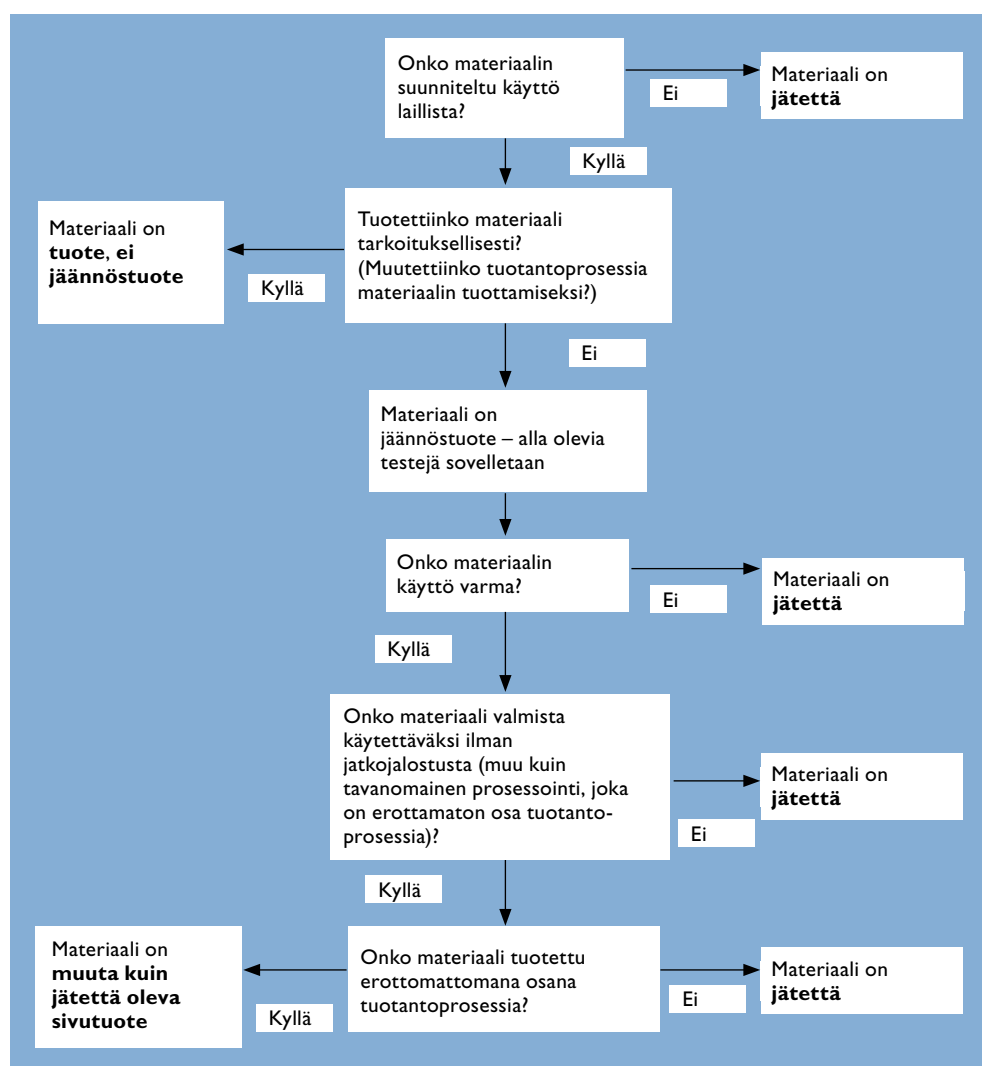 Onko materiaalin
suunniteltu käyttö
laillista?
Ei
Materiaali on
jätettä
Kyllä
Materiaali on
tuote, ei
jäännöstuote
Kyllä
Tuotettiinko materiaali
tarkoituksellisesti?
(Muutettiinko tuotantoprosessia
materiaalin tuottamiseksi?)
Ei
Materiaali on
jäännöstuote – alla olevia
testejä sovelletaan
Onko materiaalin
käyttö varma?
Ei
Materiaali on
jätettä
Kyllä
Onko materiaali valmista
käytettäväksi ilman
jatkojalostusta (muu kuin
tavanomainen prosessointi, joka
on erottamaton osa tuotanto-
prosessia)?
Ei
Materiaali on
jätettä
Kyllä
Materiaali on
muuta kuin
jätettä oleva
sivutuote
Kyllä
Onko materiaali tuotettu
erottomattomana osana
tuotantoprosessia?
Ei
Materiaali on
jätettä